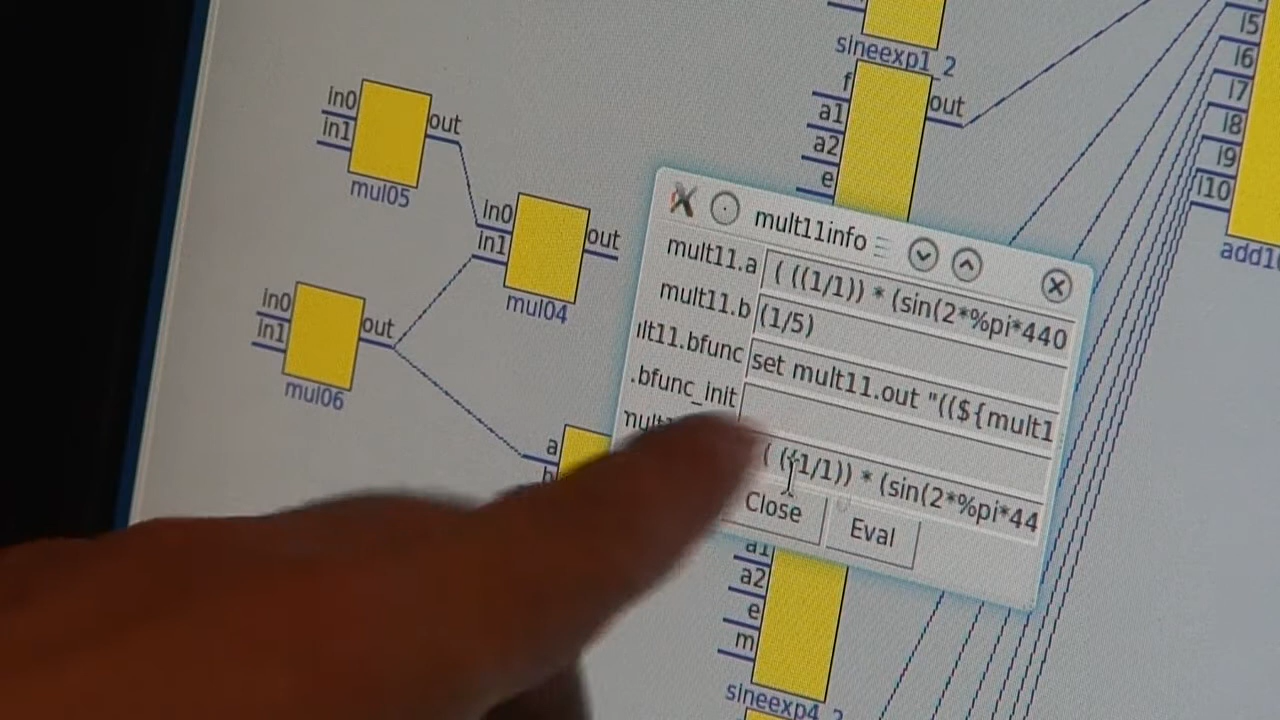 sineexp1_2
f
a1
a2
e
out
I5
I6
I7
I8
I9
I10
in0
in1
out
mul05
in0
in1
out
mul04
in0
in1
out
mul06
a
mult11info
mult11.a ( ((1/1)) * (sin(2*%pi*440
mult11.b (1/5)
lt11.bfunc set mult11.out "((${mult1
.bfunc_init
( ((1/1)) * (sin(2*%pi*44
Close
Eval
a1
a2
e
m
sineexp4_2